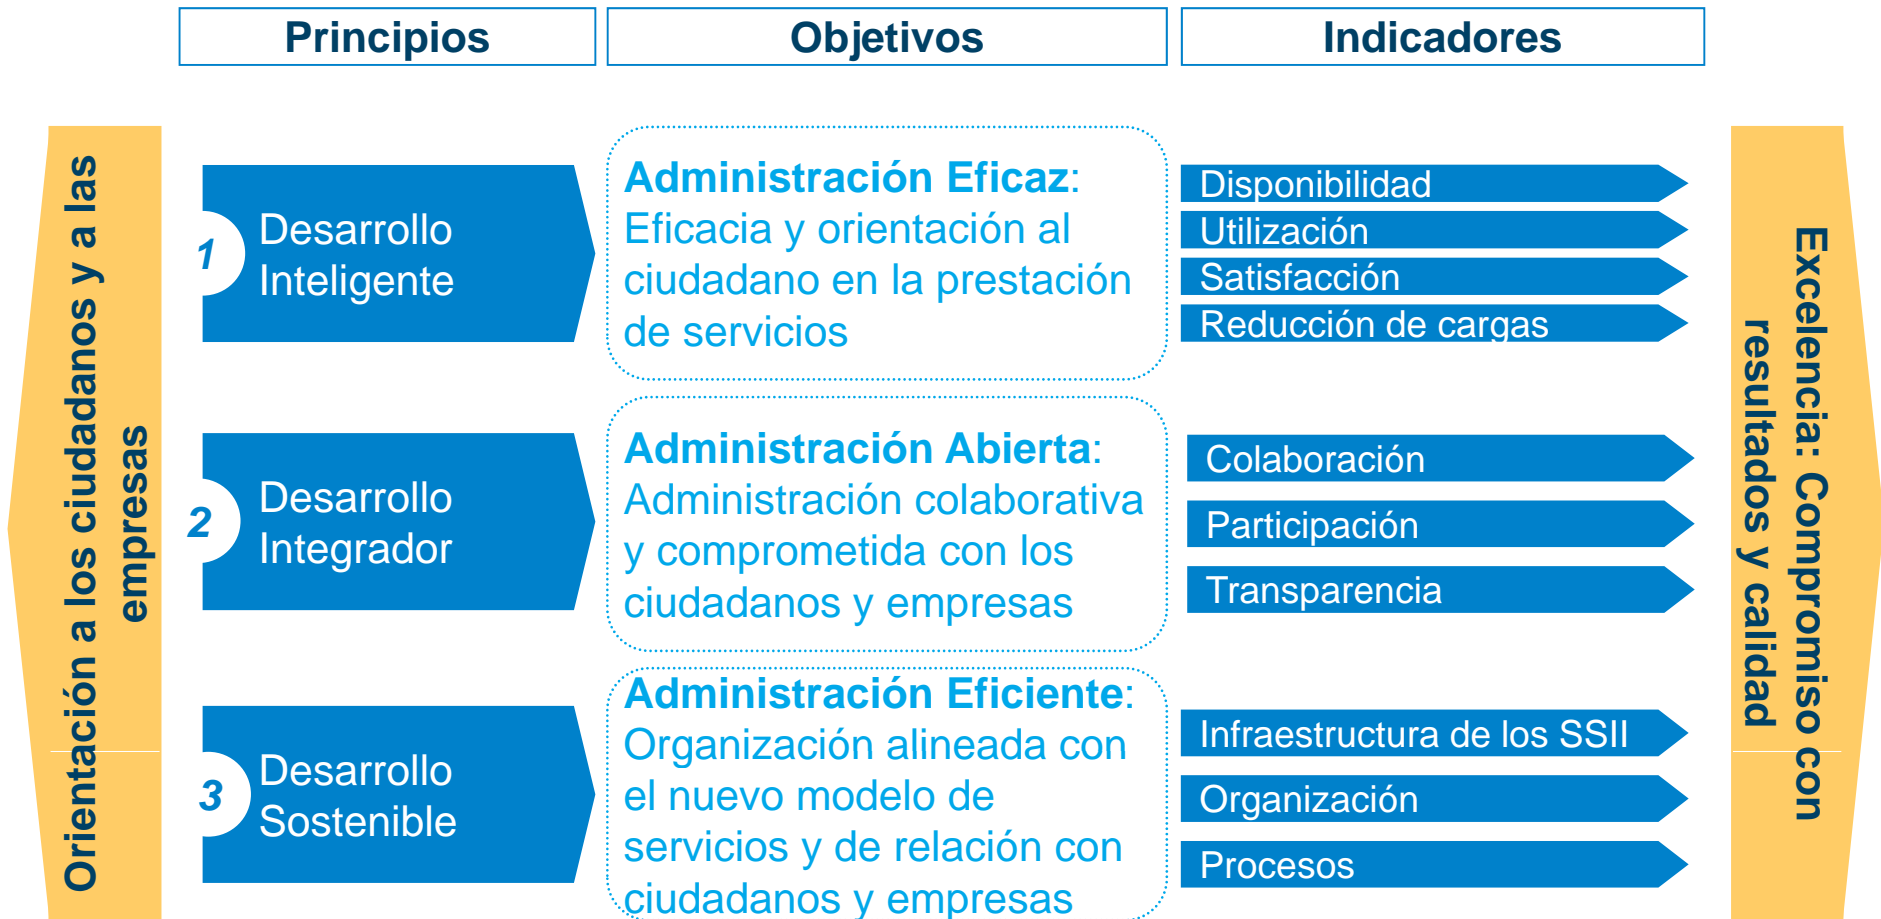 Principios
Objetivos
Indicadores
Orientación a los ciudadanos y a las
empresas
1
Desarrollo
Inteligente
Administración Eficaz:
Eficacia y orientación al
ciudadano en la prestación
de servicios
Disponibilidad
Utilización
Satisfacción
Reducción de cargas
2
Desarrollo
Integrador
Administración Abierta:
Administración colaborativa
y comprometida con los
ciudadanos y empresas
Colaboración
Participación
Transparencia
3
Desarrollo
Sostenible
Administración Eficiente:
Organización alineada con
el nuevo modelo de
servicios y de relación con
ciudadanos y empresas
Infraestructura de los SSII
Organización
Procesos
Excelencia: Compromiso con
resultados y calidad